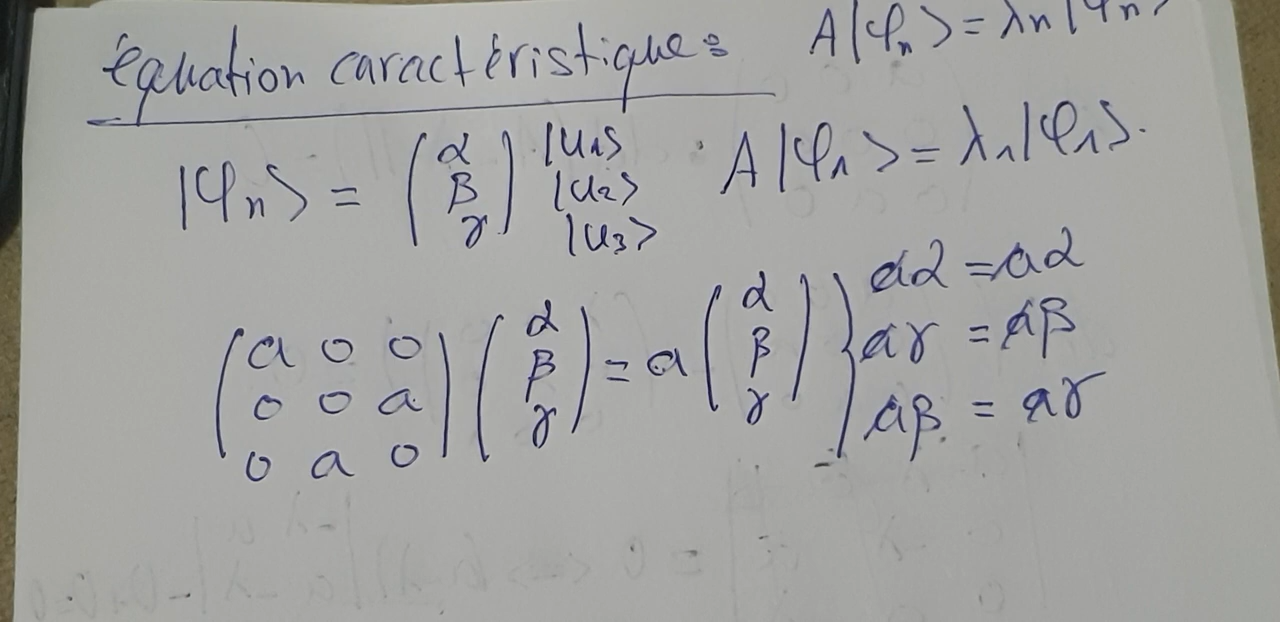 équation caractéristique: A|φn> = λn|φn>
|φn> = (α β γ) |u1> |u2> |u3> A|φ1> = λ1|φ1>.
(a 0 0) (α) = a (α) } aα = aα
(0 0 a) (β) (β) aγ = aβ
(0 a 0) (γ) (γ) aβ = aγ